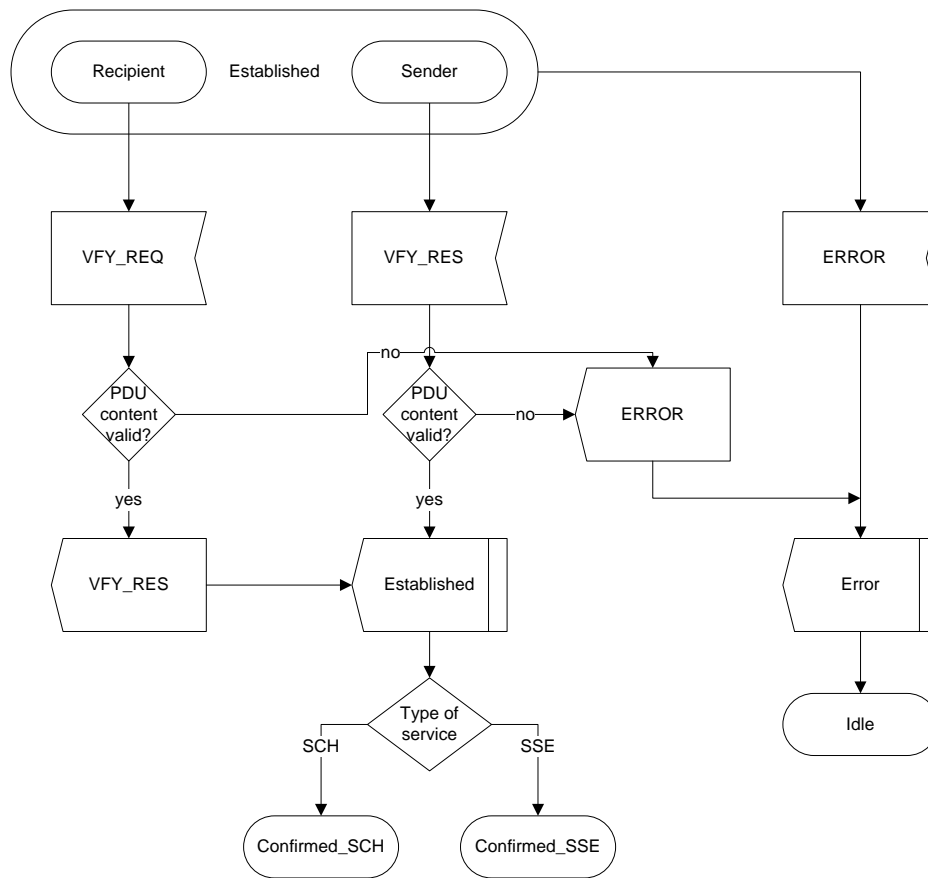 Recipient
Established
Sender
VFY_REQ
VFY_RES
ERROR
no
PDU
content
valid?
PDU
content
valid?
no
ERROR
yes
yes
VFY_RES
Established
Error
Type of
service
SCH
SSE
Idle
Confirmed_SCH
Confirmed_SSE